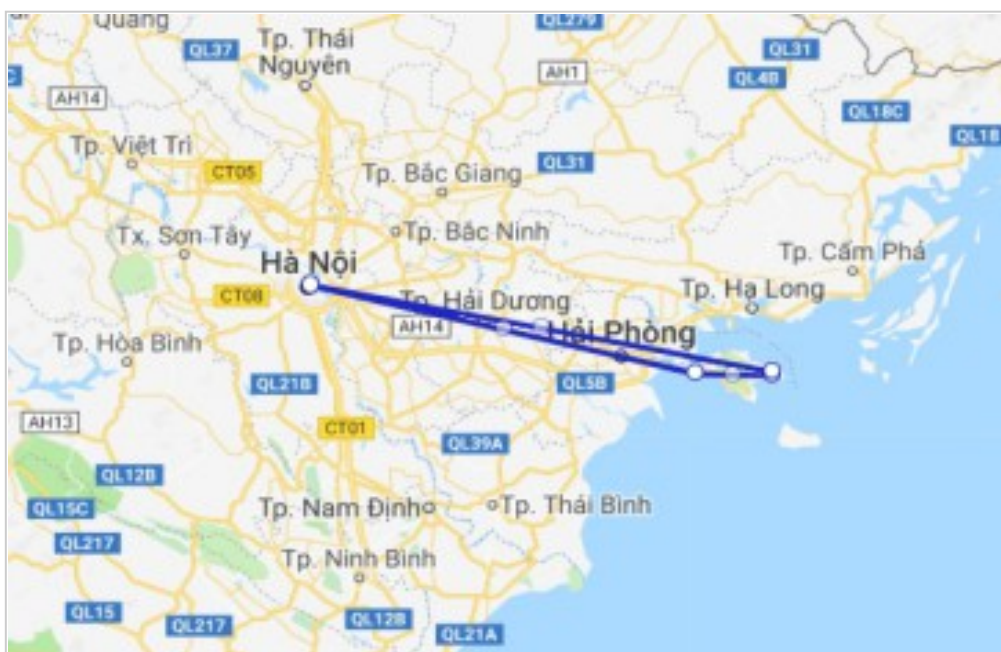 Quang
QL279
QL37
Tp. Thái
Nguyên
AH1
QL31
QL4B
AH14
QL18C
QL1B
Tp. Việt Trì
CT05
QL31
Tp. Bắc Giang
Tx. Sơn Tây
Tp. Bắc Ninh
Hà Nội
Tp. Cẩm Phả
CT08
Tp. Hải Dương
Tp. Hạ Long
AH14
Hải Phòng
Tp. Hòa Bình
QL21B
QL5B
AH13
CT01
QL39A
QL12B
QL15C
Tp. Nam Định
Tp. Thái Bình
QL217
Tp. Ninh Bình
QL15
QL217
QL12B
QL21A